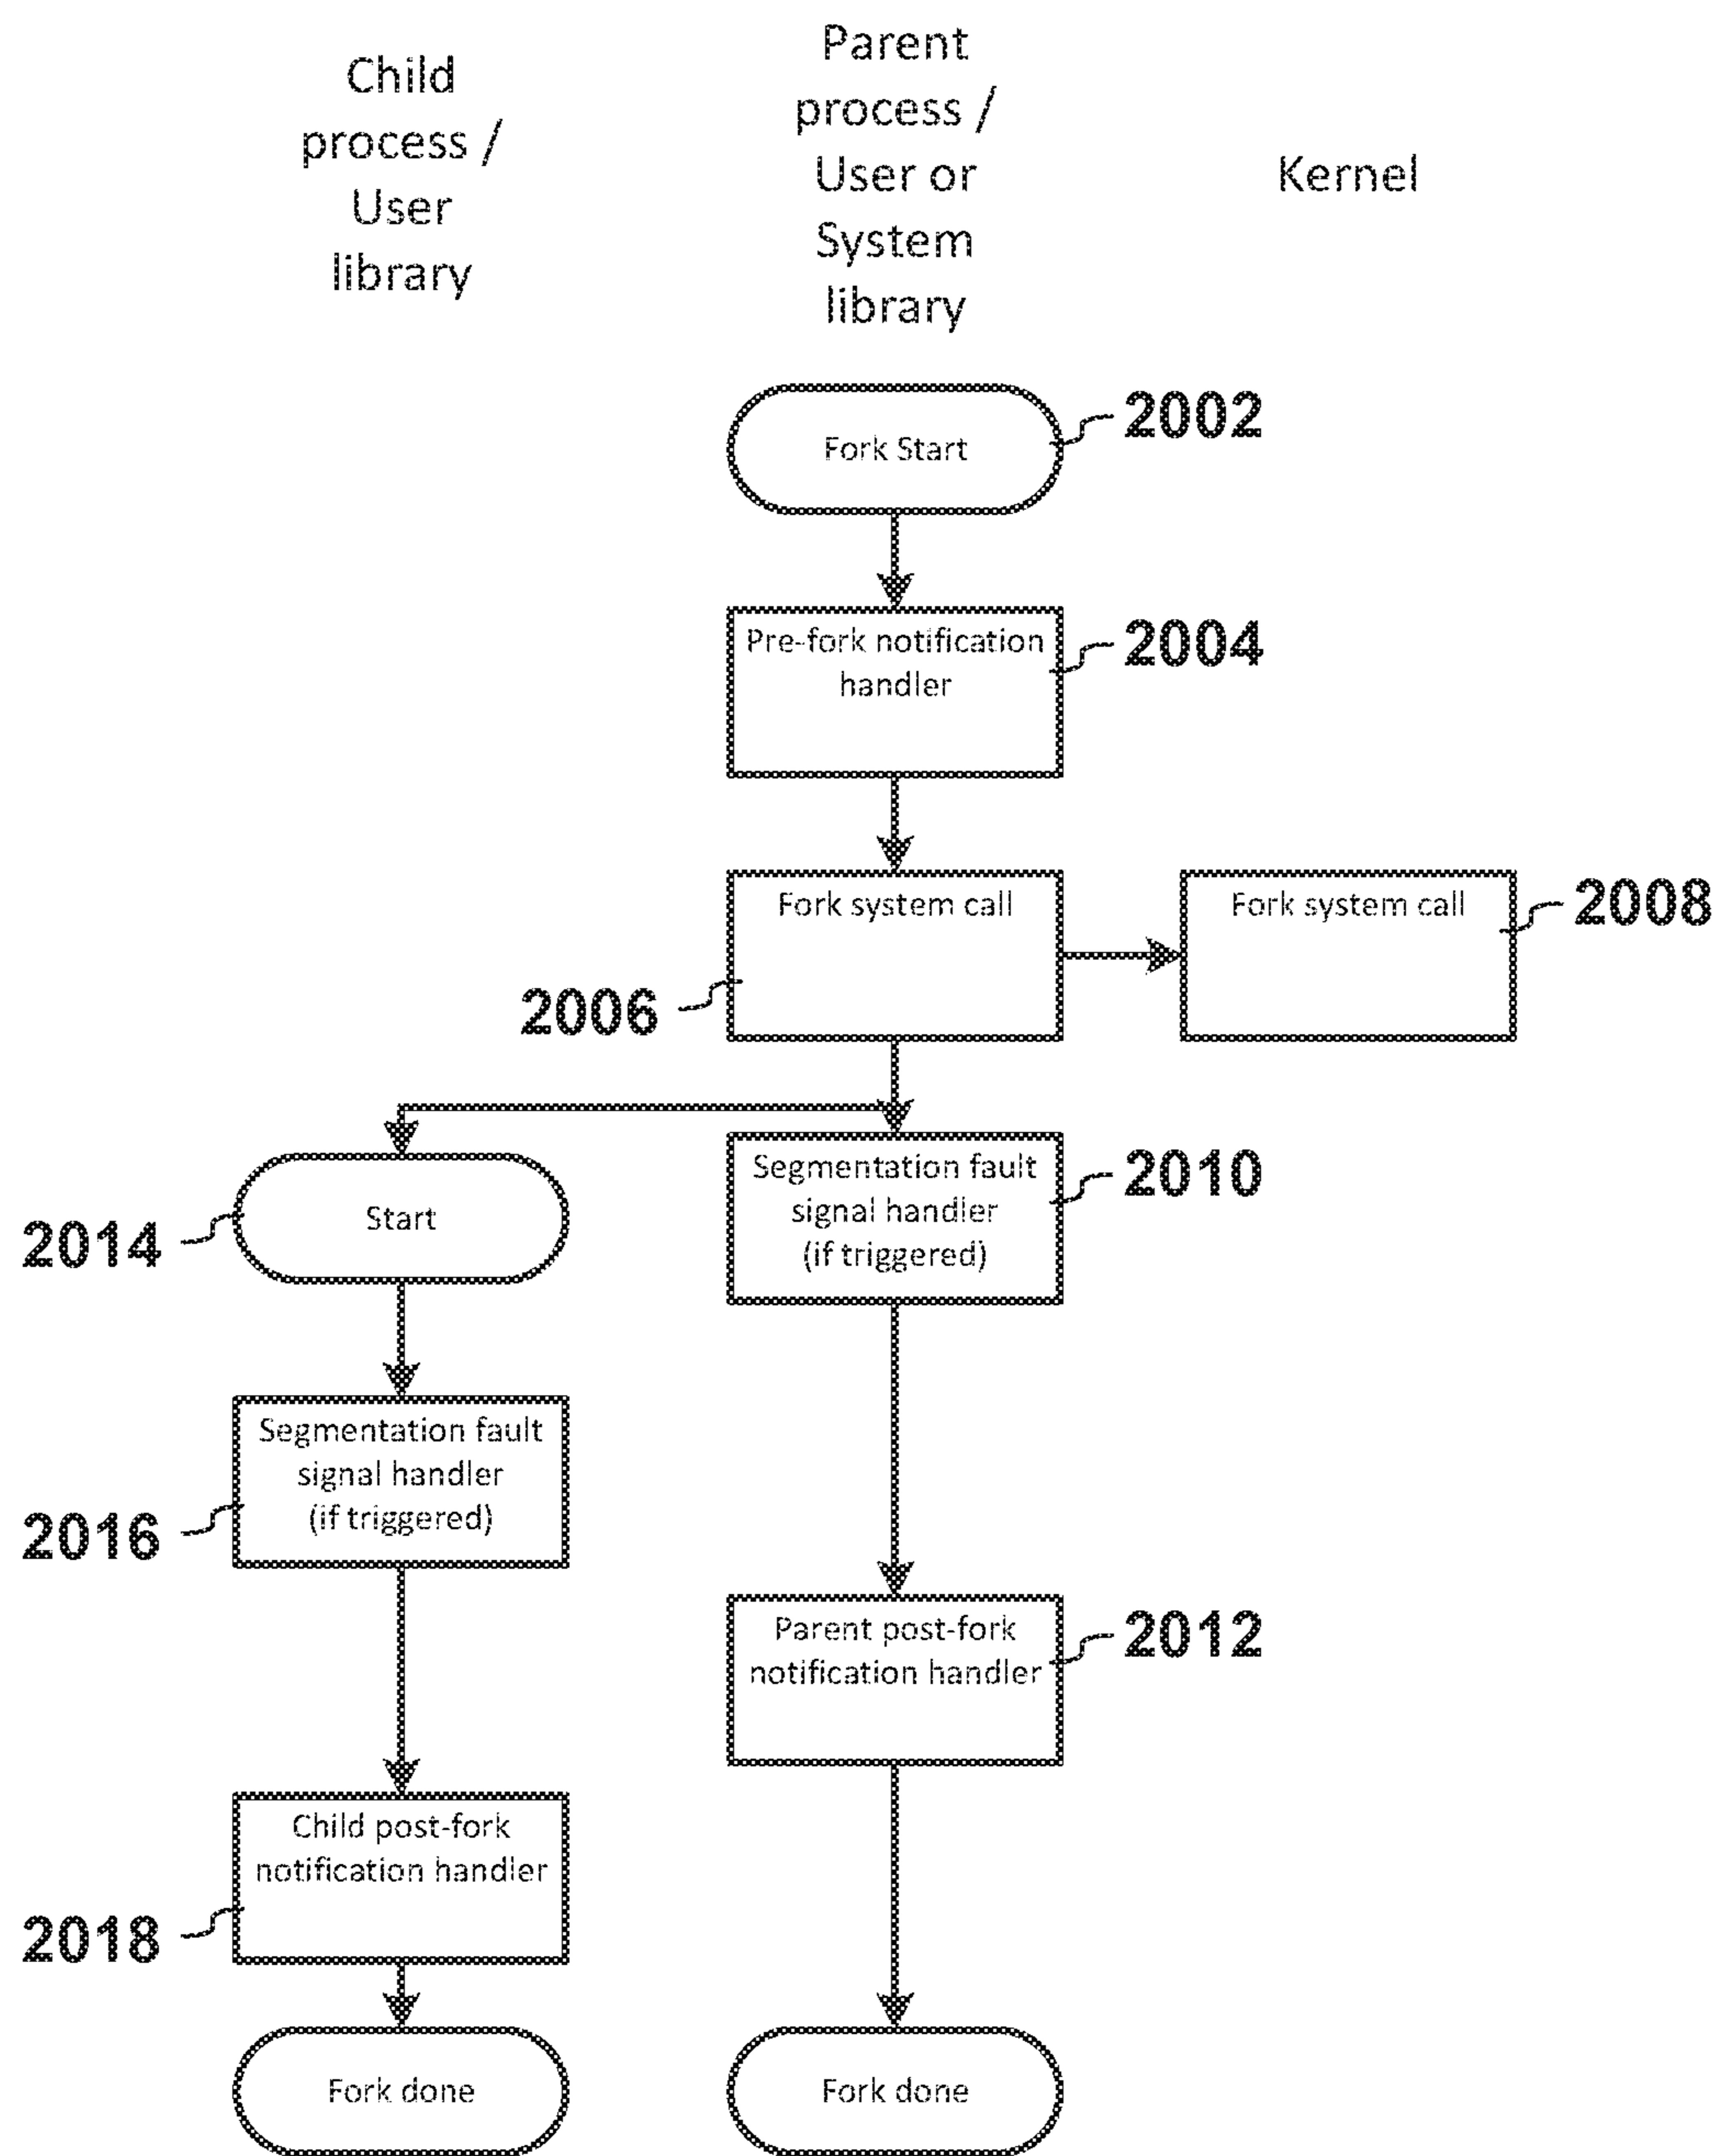 Child
process /
User
library
Parent
process /
User or
System
library
Kernel
Fork Start
2002
Pre-fork notification
handler
2004
Fork system call
2006
Fork system call
2008
Segmentation fault
signal handler
(if triggered)
2010
Start
2014
Segmentation fault
signal handler
(if triggered)
2016
Parent post-fork
notification handler
2012
Child post-fork
notification handler
2018
Fork done
Fork done